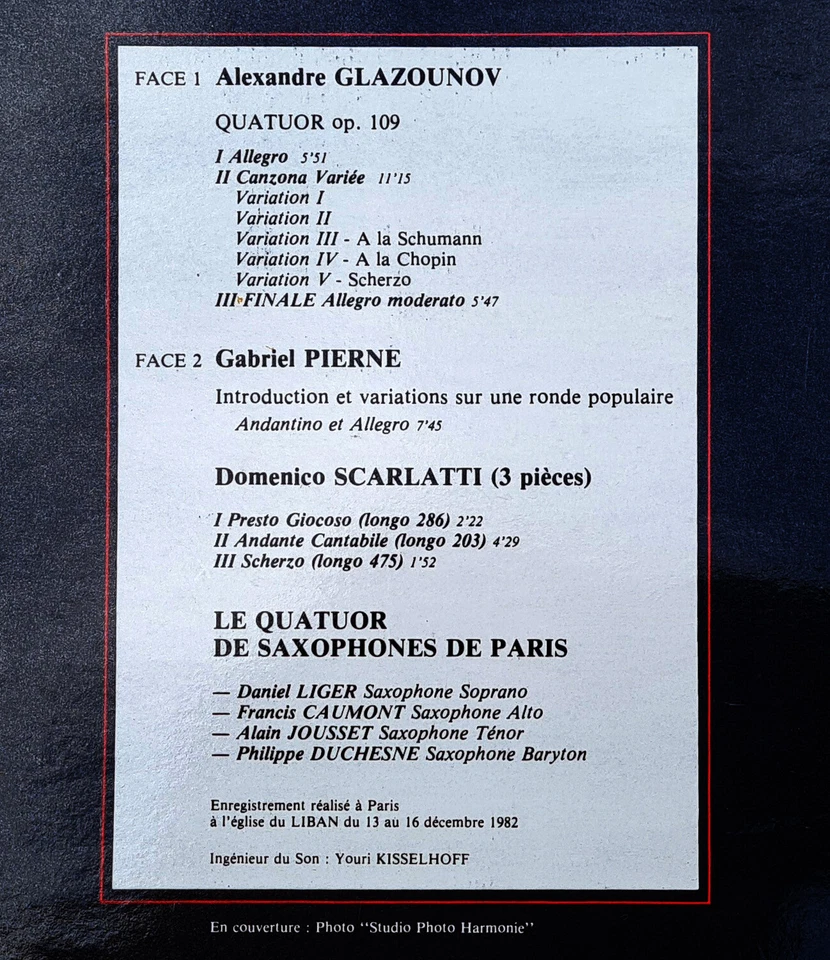 FACE 1 Alexandre GLAZOUNOV
QUATUOR op. 109
I Allegro 5'51
II Canzona Variée 11'15
Variation I
Variation II
Variation III - A la Schumann
Variation IV - A la Chopin
Variation V - Scherzo
III FINALE Allegro moderato 5'47
FACE 2 Gabriel PIERNE
Introduction et variations sur une ronde populaire
Andantino et Allegro 7'45
Domenico SCARLATTI (3 pièces)
I Presto Giocoso (longo 286) 2'22
II Andante Cantabile (longo 203) 4'29
III Scherzo (longo 475) 1'52
LE QUATUOR
DE SAXOPHONES DE PARIS
— Daniel LIGER Saxophone Soprano
— Francis CAUMONT Saxophone Alto
— Alain JOUSSET Saxophone Ténor
— Philippe DUCHESNE Saxophone Baryton
Enregistrement réalisé à Paris
à l'église du LIBAN du 13 au 16 décembre 1982
Ingénieur du Son : Youri KISSELHOFF
En couverture : Photo "Studio Photo Harmonie"